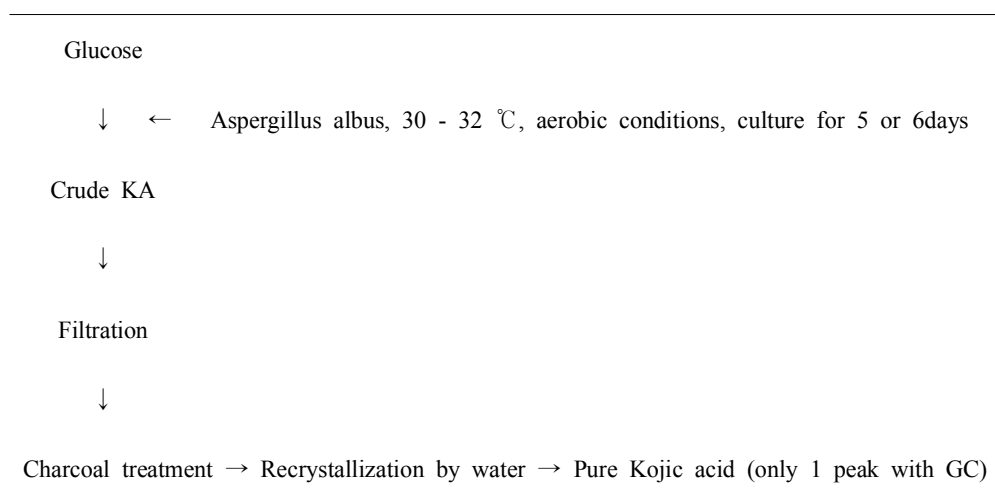 Glucose
↓ ← Aspergillus albus, 30 - 32 ℃, aerobic conditions, culture for 5 or 6days
Crude KA
↓
Filtration
↓
Charcoal treatment → Recrystallization by water → Pure Kojic acid (only 1 peak with GC)